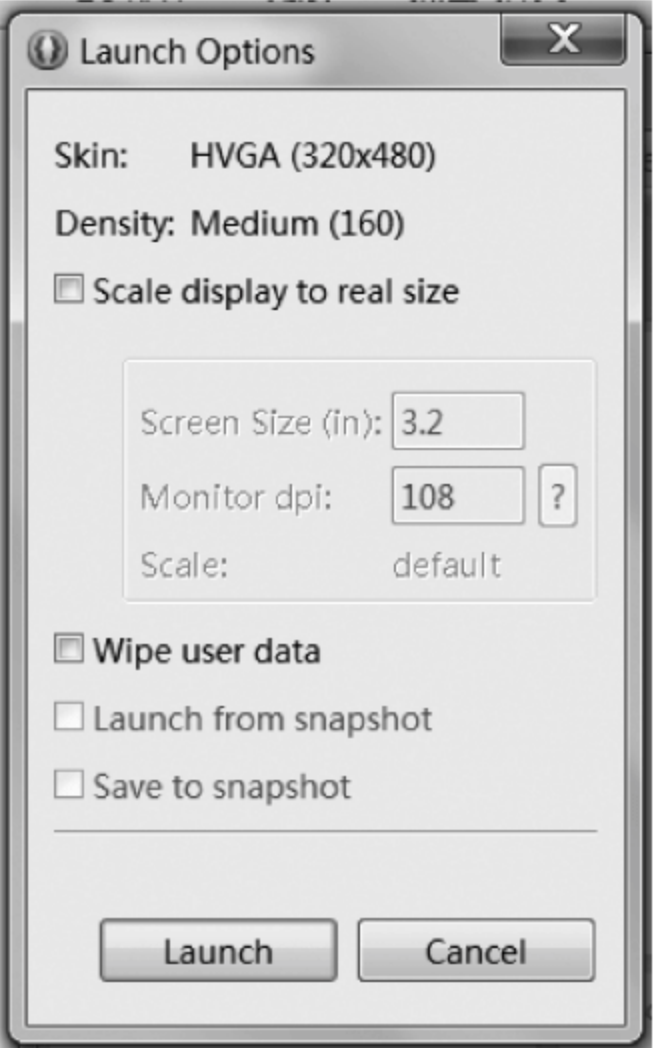 Launch Options
Skin: HVGA (320x480)
Density: Medium (160)
Scale display to real size
Screen Size (in): 3.2
Monitor dpi: 108 ?
Scale: default
Wipe user data
Launch from snapshot
Save to snapshot
Launch Cancel